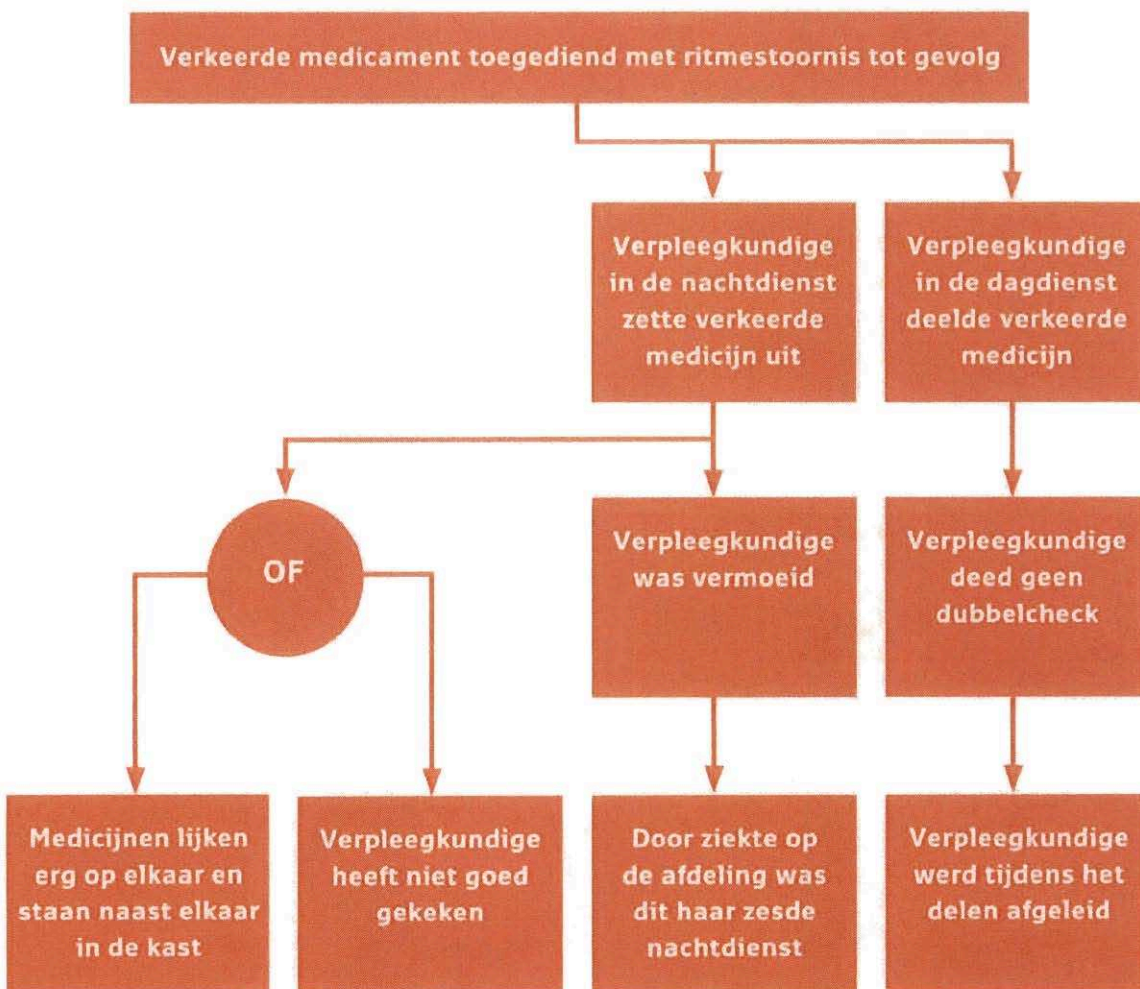 Verkeerde medicament toegediend met ritmestoornis tot gevolg
Verpleegkundige
in de nachtdienst
zette verkeerde
medicijn uit
Verpleegkundige
in de dagdienst
deelde verkeerde
medicijn
OF
Verpleegkundige
was vermoeid
Verpleegkundige
deed geen
dubbelcheck
Medicijnen lijken
erg op elkaar en
staan naast elkaar
in de kast
Verpleegkundige
heeft niet goed
gekeken
Door ziekte op
de afdeling was
dit haar zesde
nachtdienst
Verpleegkundige
werd tijdens het
delen afgeleid